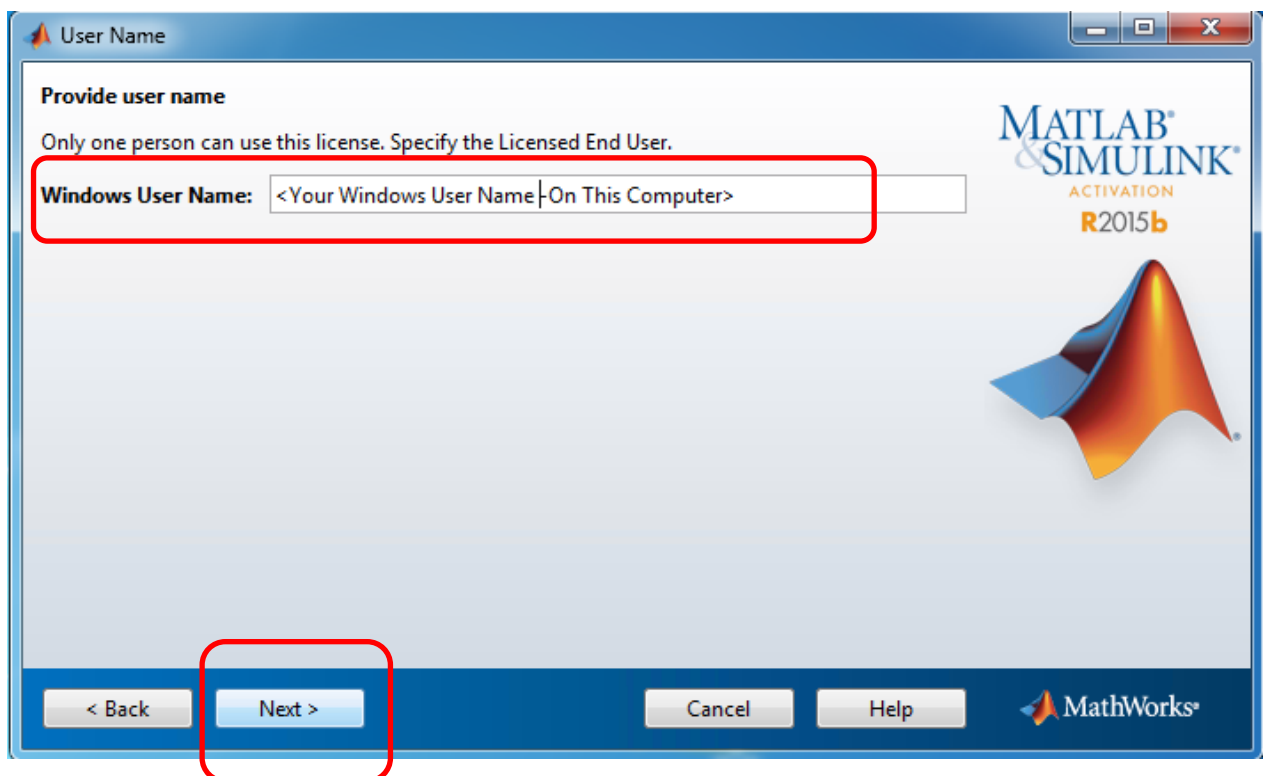 User Name
Provide user name
Only one person can use this license. Specify the Licensed End User.
Windows User Name: <Your Windows User Name - On This Computer>
MATLAB®
&SIMULINK®
ACTIVATION
R2015b
< Back Next > Cancel Help MathWorks®